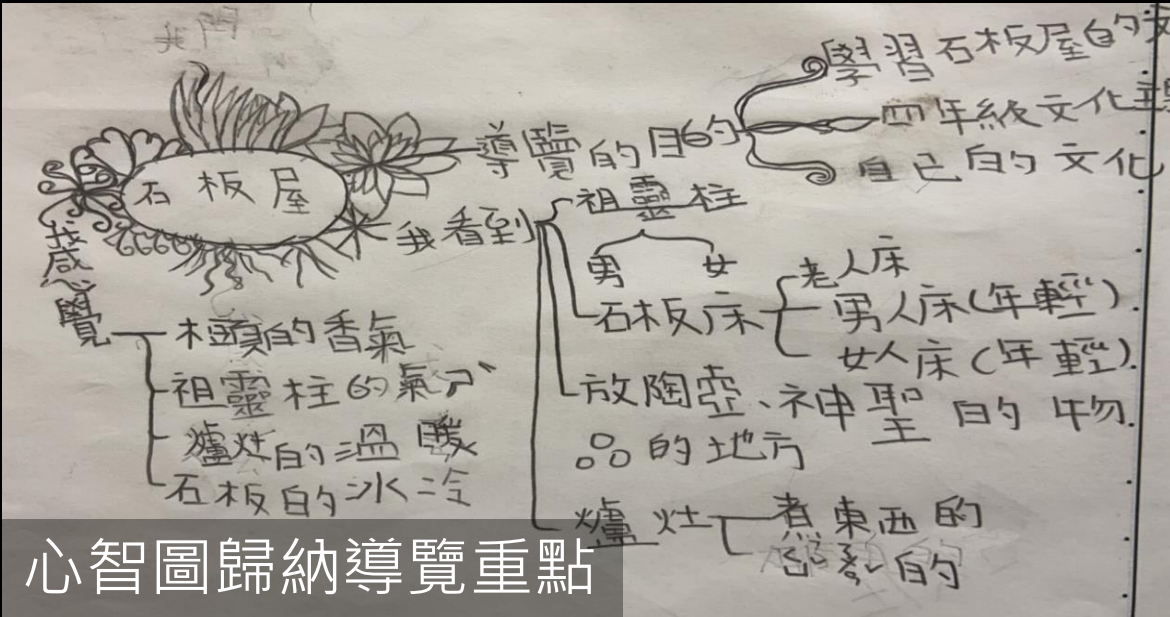 我們
石板屋
導覽的目的
學習石板屋的
四年級文化
自己的文化
我看到
祖靈柱
男 女
石板床
老人床
男人床(年輕)
女人床(年輕).
放陶壺、神聖的物
品的地方
爐灶
煮東西的
的
我感覺
木頭的香氣
祖靈柱的氣分
爐灶的溫暖
石板的冰冷
心智圖歸納導覽重點